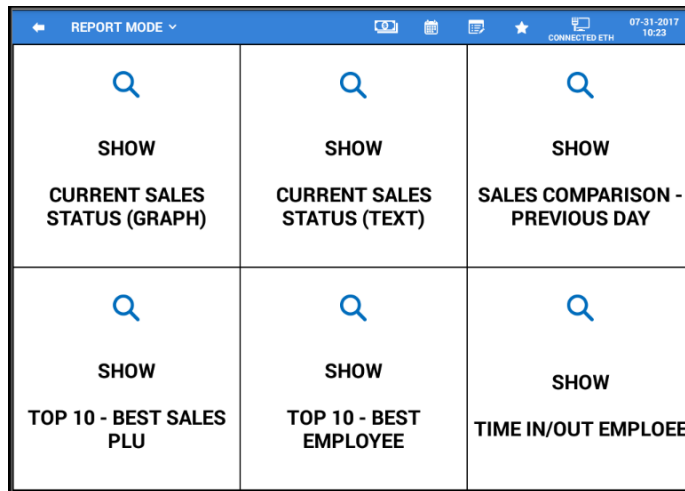 REPORT MODE
CONNECTED ETH
07-31-2017
10:23
SHOW
CURRENT SALES
STATUS (GRAPH)
SHOW
CURRENT SALES
STATUS (TEXT)
SHOW
SALES COMPARISON -
PREVIOUS DAY
SHOW
TOP 10 - BEST SALES
PLU
SHOW
TOP 10 - BEST
EMPLOYEE
SHOW
TIME IN/OUT EMPLOEE